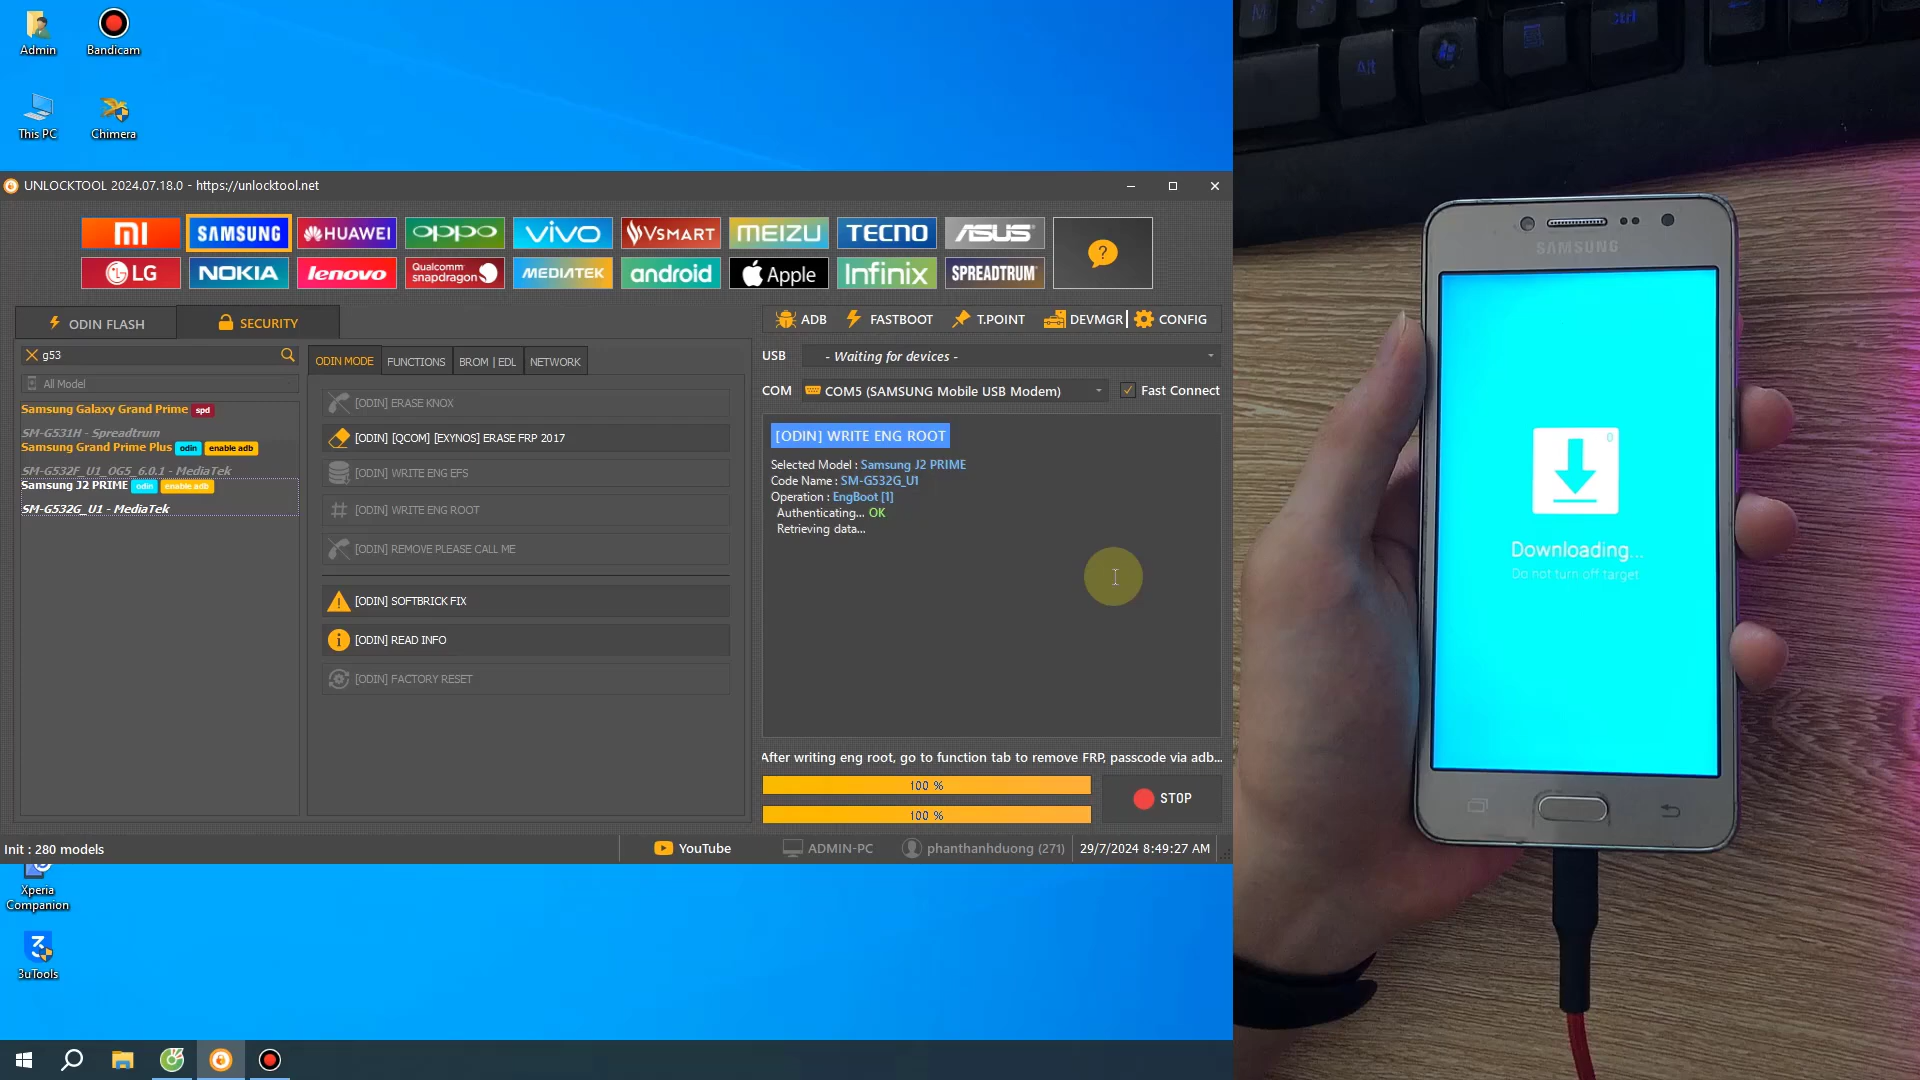 Admin
Bandicam
This PC
Chimera
UNLOCKTOOL 2024.07.18.0 - https://unlocktool.net
mi
SAMSUNG
HUAWEI
oppo
vivo
VSMART
MEIZU
TECNO
ASUS
?
LG
NOKIA
lenovo
Qualcomm
snapdragon
MEDIATEK
android
Apple
Infinix
SPREADTRUM
ODIN FLASH
SECURITY
ADB
FASTBOOT
T.POINT
DEVMGR
CONFIG
g53
All Model
Samsung Galaxy Grand Prime spd
SM-G531H - Spreadtrum
Samsung Grand Prime Plus odin enable adb
SM-G532F_U1_OG5_6.0.1 - MediaTek
Samsung J2 PRIME odin enable adb
SM-G532G_U1 - MediaTek
ODIN MODE
FUNCTIONS
BROM | EDL
NETWORK
[ODIN] ERASE KNOX
[ODIN] [QCOM] [EXYNOS] ERASE FRP 2017
[ODIN] WRITE ENG EFS
[ODIN] WRITE ENG ROOT
[ODIN] REMOVE PLEASE CALL ME
[ODIN] SOFTBRICK FIX
[ODIN] READ INFO
[ODIN] FACTORY RESET
USB
- Waiting for devices -
COM
COM5 (SAMSUNG Mobile USB Modem)
Fast Connect
[ODIN] WRITE ENG ROOT
Selected Model : Samsung J2 PRIME
Code Name : SM-G532G_U1
Operation : EngBoot [1]
Authenticating... OK
Retrieving data...
After writing eng root, go to function tab to remove FRP, passcode via adb...
100 %
100 %
STOP
Init : 280 models
YouTube
ADMIN-PC
phanthanhduong (271)
29/7/2024 8:49:27 AM
Xperia
Companion
3uTools
Alt
Ctrl
SAMSUNG
0
Downloading...
Do not turn off target